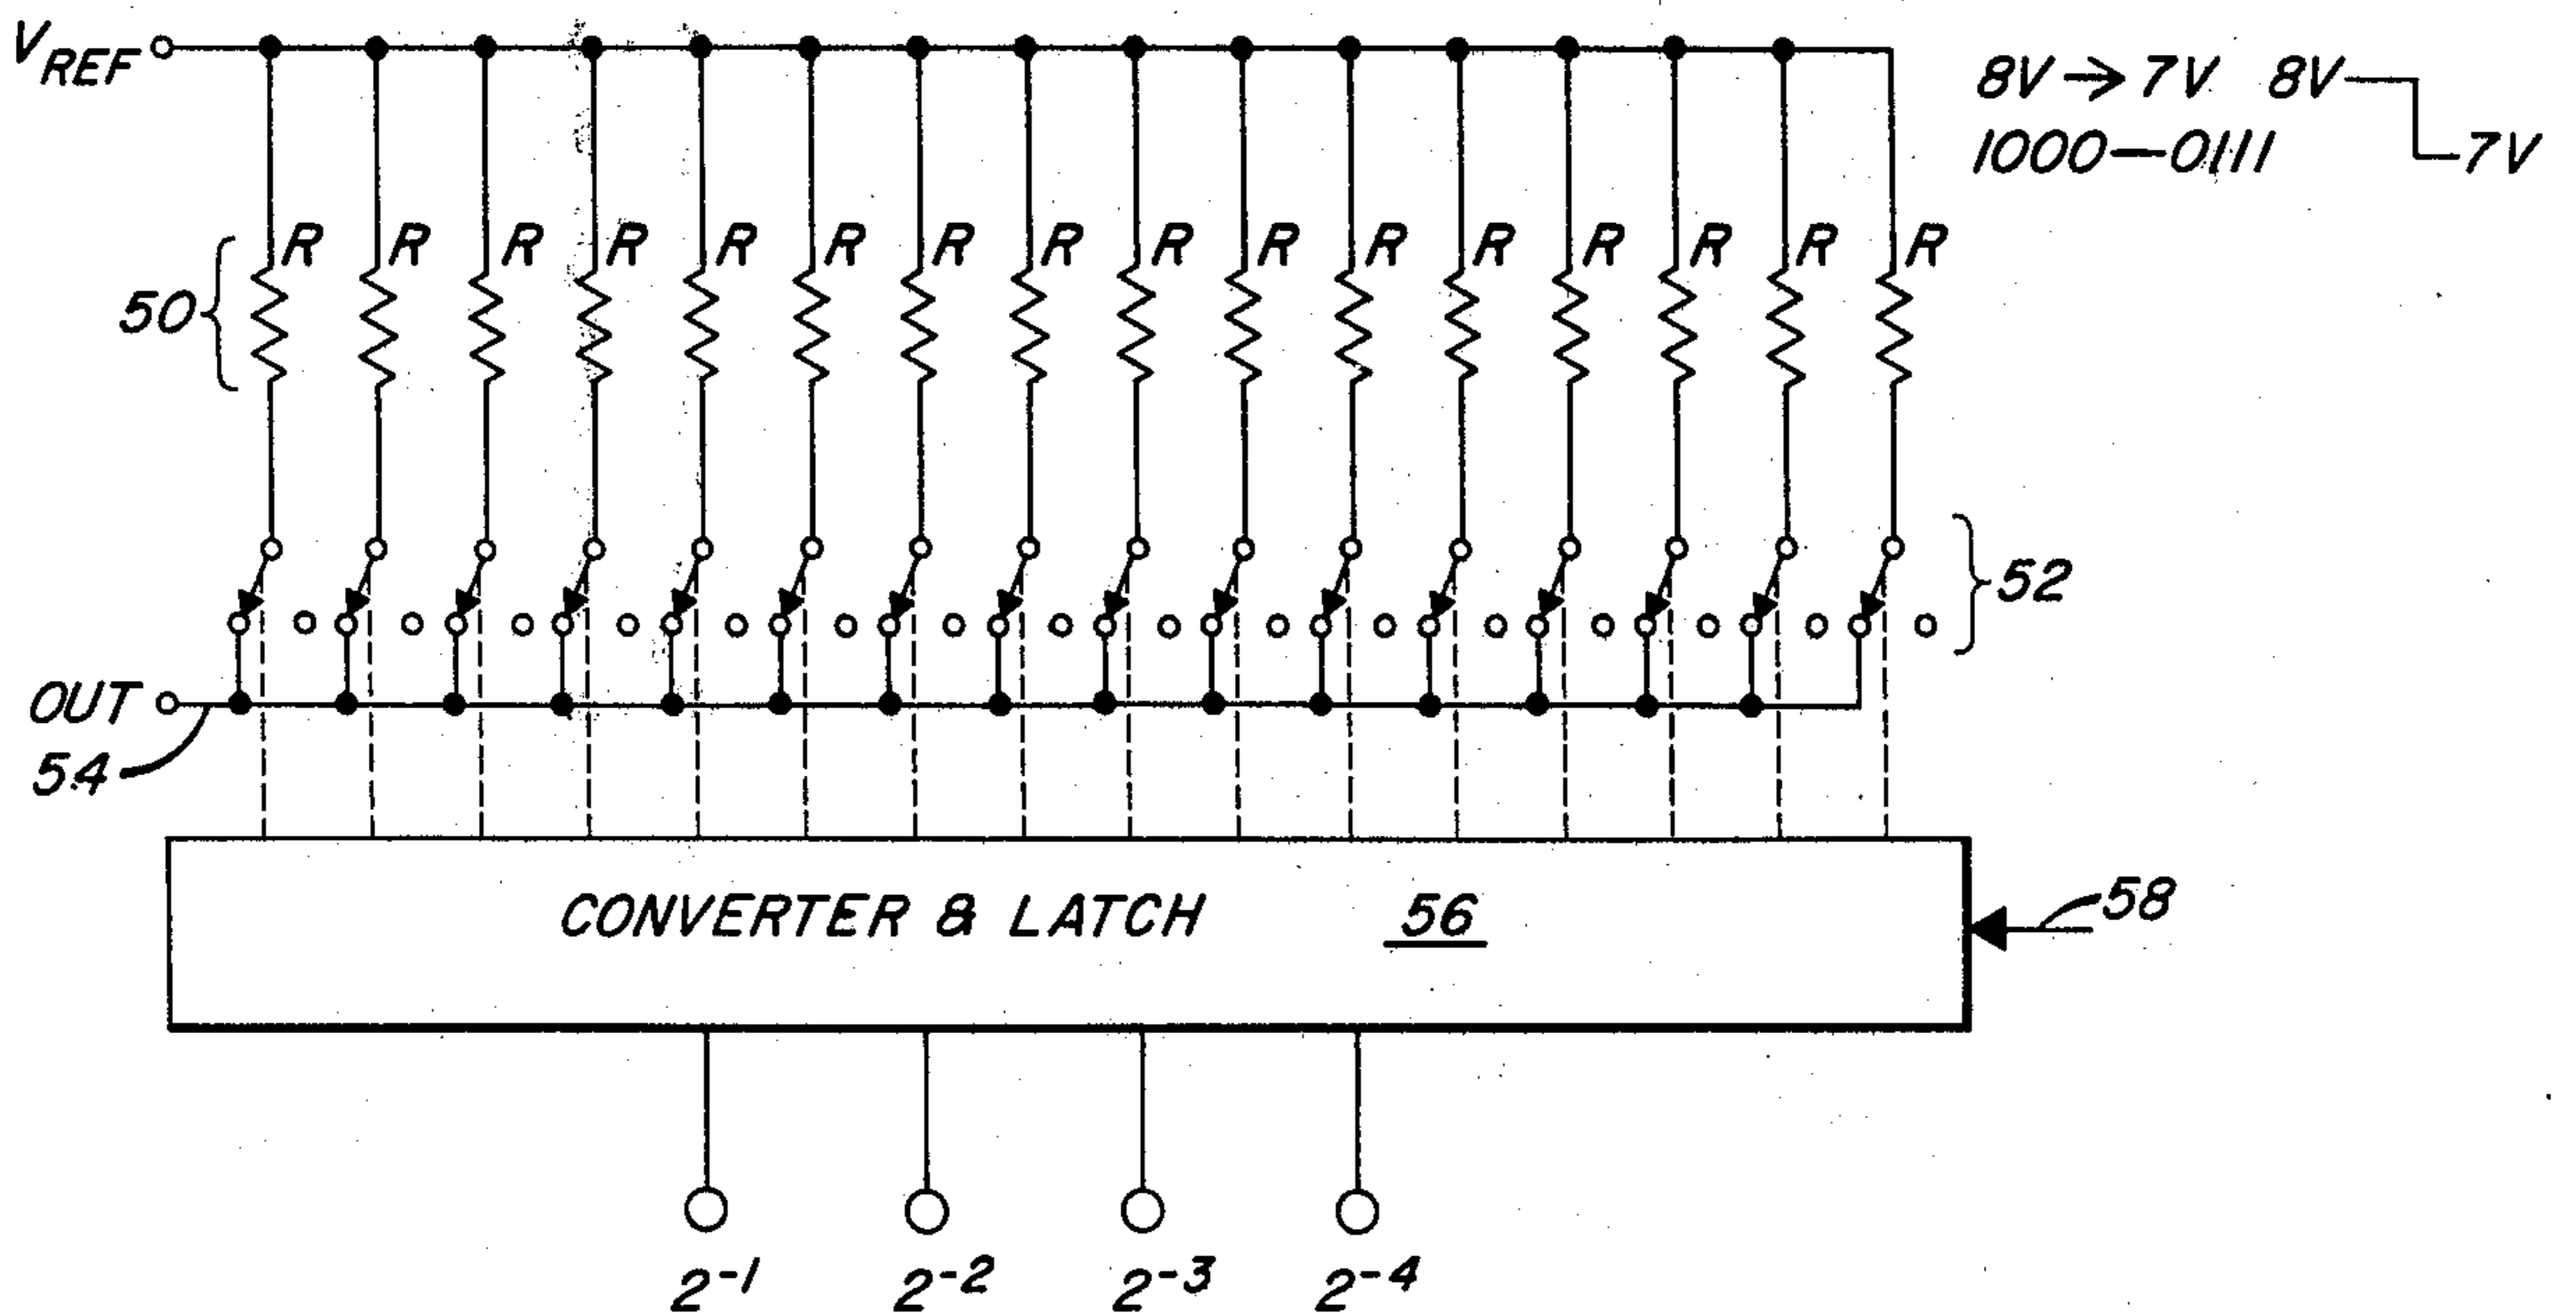 V_REF
8V→7V 8V
1000—0111
7V
R R R R R R R R R R R R R R R R
50
52
OUT
54
CONVERTER & LATCH 56
58
2⁻¹ 2⁻² 2⁻³ 2⁻⁴